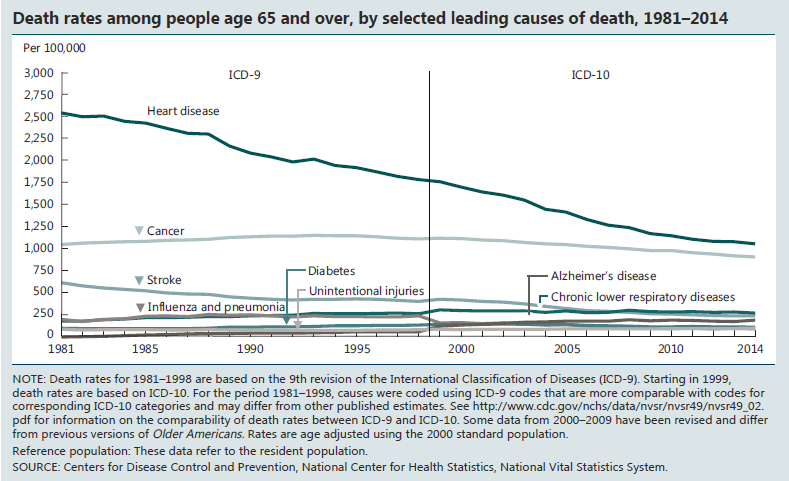 Death rates among people age 65 and over, by selected leading causes of death, 1981–2014
Per 100,000
3,000
2,750
2,500
2,250
2,000
1,750
1,500
1,250
1,000
750
500
250
0
ICD-9
ICD-10
Heart disease
Cancer
Stroke
Diabetes
Unintentional injuries
Influenza and pneumonia
Alzheimer's disease
Chronic lower respiratory diseases
1981
1985
1990
1995
2000
2005
2010
2014
NOTE: Death rates for 1981–1998 are based on the 9th revision of the International Classification of Diseases (ICD-9). Starting in 1999,
death rates are based on ICD-10. For the period 1981–1998, causes were coded using ICD-9 codes that are more comparable with codes for
corresponding ICD-10 categories and may differ from other published estimates. See http://www.cdc.gov/nchs/data/nvsr/nvsr49/nvsr49_02.
pdf for information on the comparability of death rates between ICD-9 and ICD-10. Some data from 2000–2009 have been revised and differ
from previous versions of Older Americans. Rates are age adjusted using the 2000 standard population.
Reference population: These data refer to the resident population.
SOURCE: Centers for Disease Control and Prevention, National Center for Health Statistics, National Vital Statistics System.